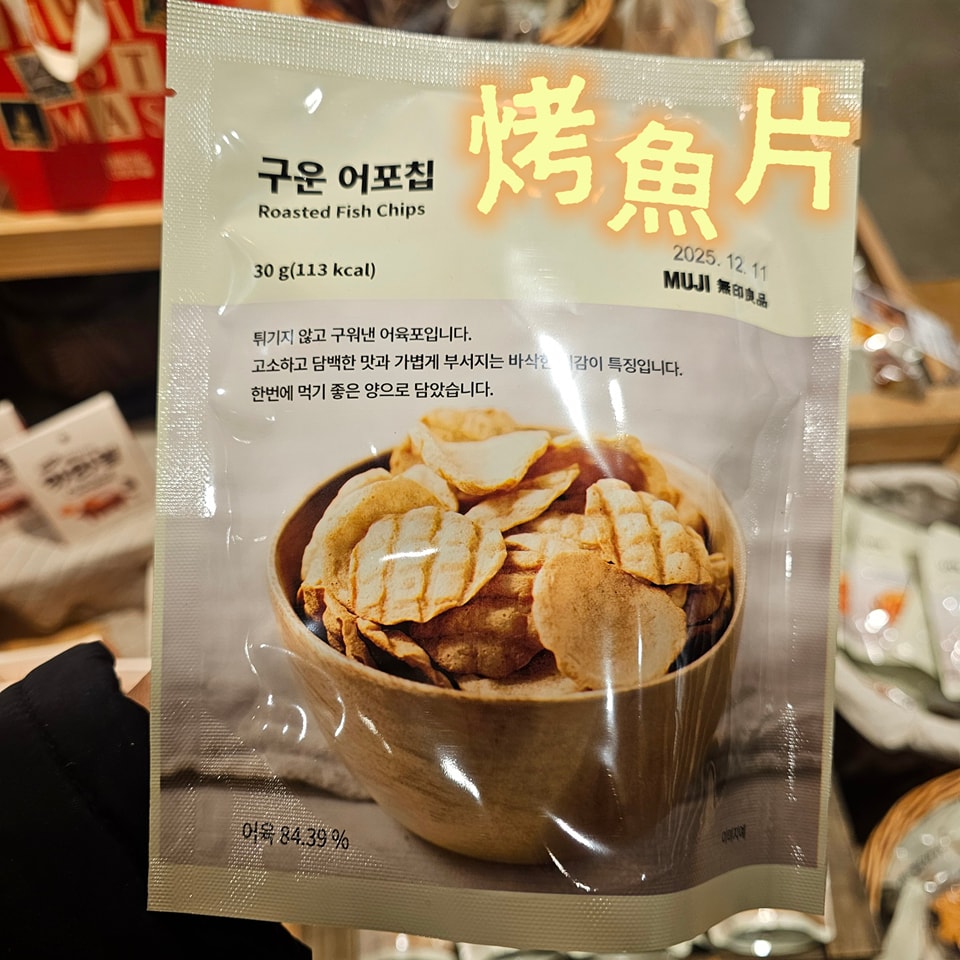 烤魚片
구운 어포칩
Roasted Fish Chips
30 g(113 kcal)
2025. 12. 11
MUJI 無印良品
튀기지 않고 구워낸 어육포입니다.
고소하고 담백한 맛과 가볍게 부서지는 바삭한 식감이 특징입니다.
한번에 먹기 좋은 양으로 담았습니다.
어육 84.39 %